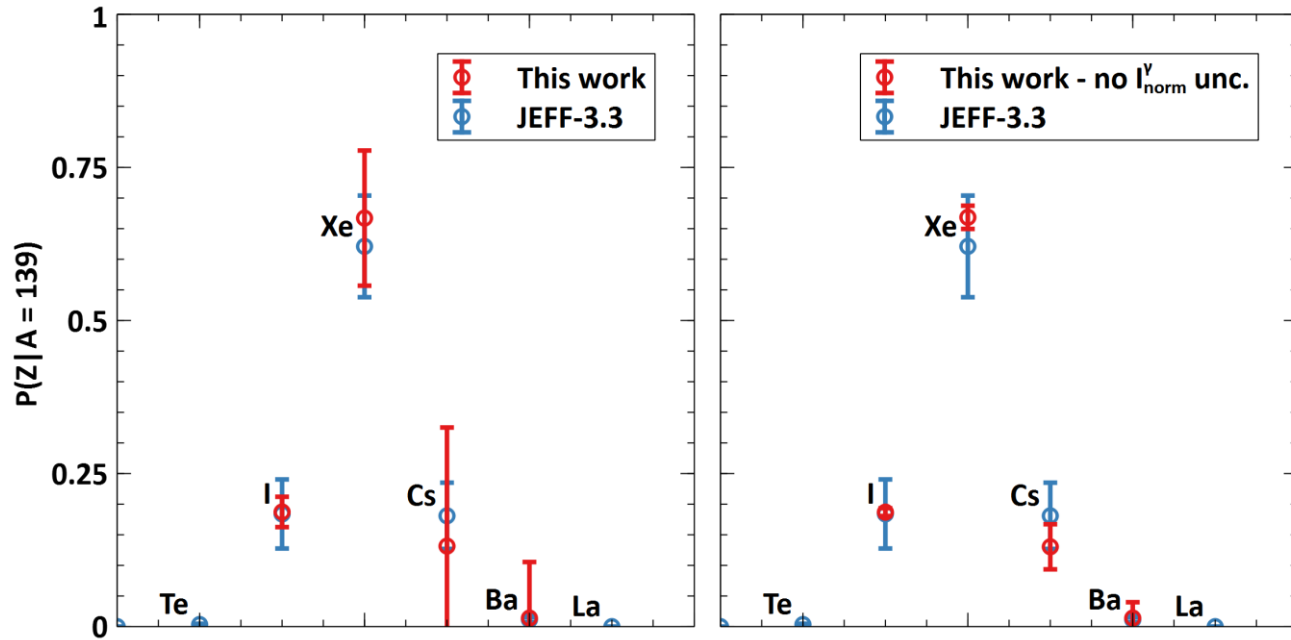 1
This work
JEFF-3.3
This work - no I^γ_norm unc.
JEFF-3.3
0.75
Xe
Xe
P(Z|A = 139)
0.5
0.25
I
Cs
I
Cs
Te
Ba
La
Te
Ba
La
0